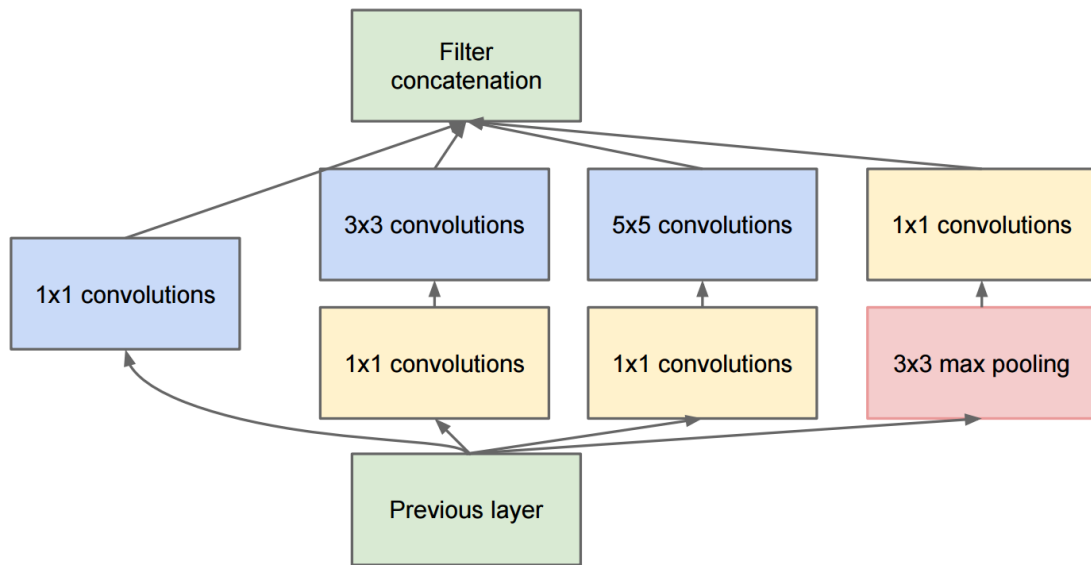 Filter
concatenation
3x3 convolutions
5x5 convolutions
1x1 convolutions
1x1 convolutions
1x1 convolutions
1x1 convolutions
3x3 max pooling
Previous layer